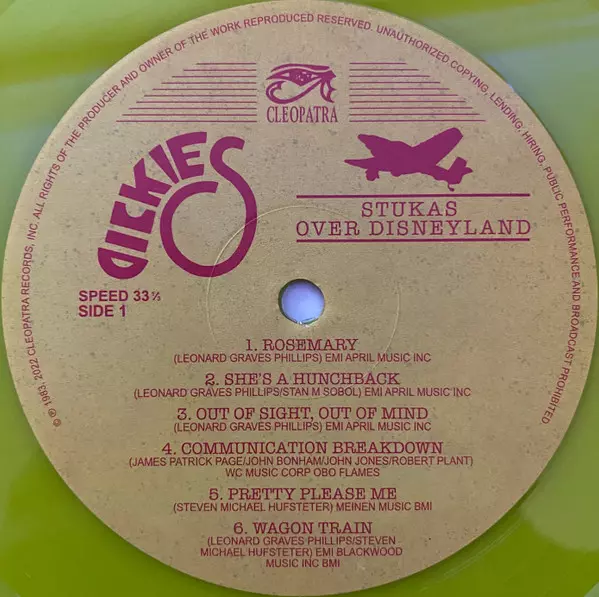 ℗ © 1983, 2022 CLEOPATRA RECORDS, INC. ALL RIGHTS OF THE PRODUCER AND OWNER OF THE WORK REPRODUCED RESERVED. UNAUTHORIZED COPYING, LENDING, HIRING, PUBLIC PERFORMANCE AND BROADCAST PROHIBITED
CLEOPATRA
DICKIES
STUKAS
OVER DISNEYLAND
SPEED 33 ⅓
SIDE 1
1. ROSEMARY
(LEONARD GRAVES PHILLIPS) EMI APRIL MUSIC INC
2. SHE'S A HUNCHBACK
(LEONARD GRAVES PHILLIPS/STAN M SOBOL) EMI APRIL MUSIC INC
3. OUT OF SIGHT, OUT OF MIND
(LEONARD GRAVES PHILLIPS) EMI APRIL MUSIC INC
4. COMMUNICATION BREAKDOWN
(JAMES PATRICK PAGE/JOHN BONHAM/JOHN JONES/ROBERT PLANT)
WC MUSIC CORP OBO FLAMES
5. PRETTY PLEASE ME
(STEVEN MICHAEL HUFSTETER) MEINEN MUSIC BMI
6. WAGON TRAIN
(LEONARD GRAVES PHILLIPS/STEVEN
MICHAEL HUFSTETER) EMI BLACKWOOD
MUSIC INC BMI